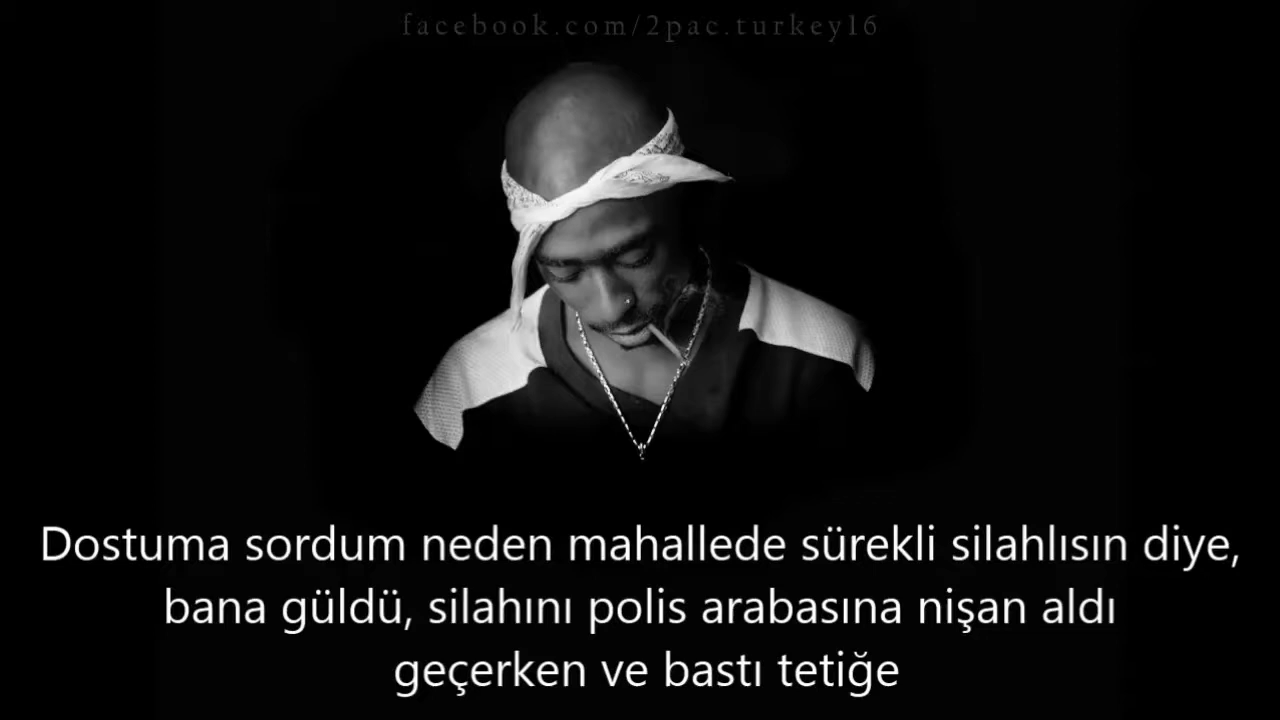 facebook.com/2pac.turkey16
Dostuma sordum neden mahallede sürekli silahlısın diye,
bana güldü, silahını polis arabasına nişan aldı
geçerken ve bastı tetiğe